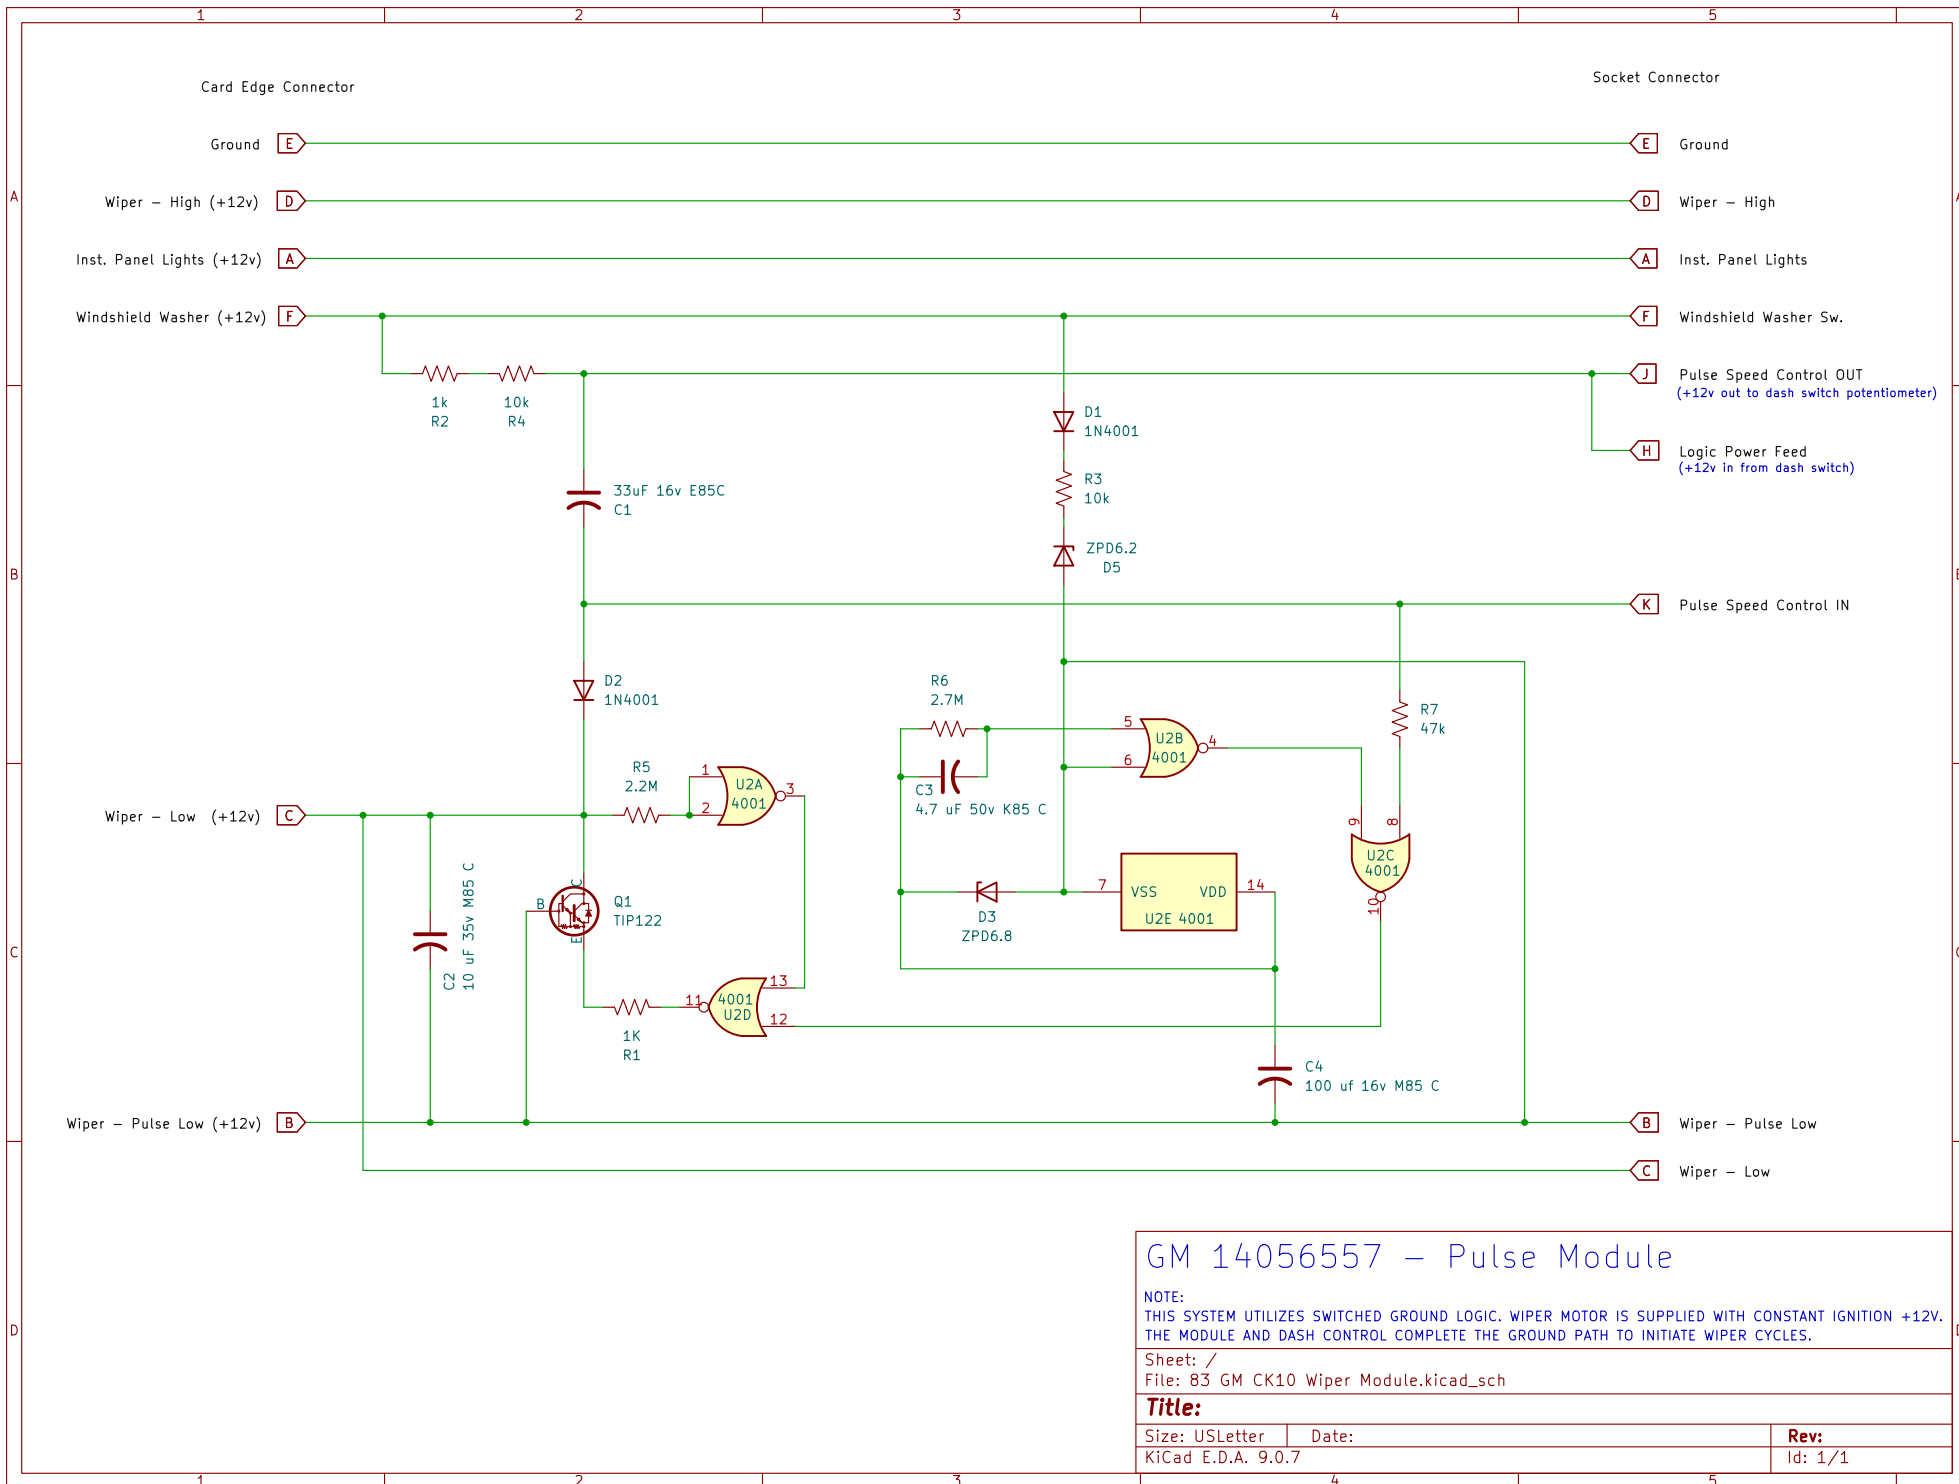 1 2 3 4 5
Card Edge Connector
Socket Connector
Ground E
E Ground
A
A
Wiper – High (+12v) D
D Wiper – High
Inst. Panel Lights (+12v) A
A Inst. Panel Lights
Windshield Washer (+12v) F
F Windshield Washer Sw.
J Pulse Speed Control OUT
(+12v out to dash switch potentiometer)
1k
R2
10k
R4
D1
1N4001
H Logic Power Feed
(+12v in from dash switch)
R3
10k
33uF 16v E85C
C1
ZPD6.2
D5
B
K Pulse Speed Control IN
D2
1N4001
R6
2.7M
R7
47k
5
6
U2B
4001
4
R5
2.2M
1
2
U2A
4001
3
C3
4.7 uF 50v K85 C
Wiper – Low (+12v) C
9
8
U2C
4001
10
C2
10 uF 35v M85 C
B
C
E
Q1
TIP122
D3
ZPD6.8
7
VSS
VDD
14
U2E 4001
C
11
4001
U2D
13
12
1K
R1
C4
100 uf 16v M85 C
Wiper – Pulse Low (+12v) B
B Wiper – Pulse Low
C Wiper – Low
GM 14056557 – Pulse Module
NOTE:
THIS SYSTEM UTILIZES SWITCHED GROUND LOGIC. WIPER MOTOR IS SUPPLIED WITH CONSTANT IGNITION +12V.
THE MODULE AND DASH CONTROL COMPLETE THE GROUND PATH TO INITIATE WIPER CYCLES.
D
Sheet: /
File: 83 GM CK10 Wiper Module.kicad_sch
Title:
Size: USLetter Date: Rev:
KiCad E.D.A. 9.0.7 Id: 1/1
1 2 3 4 5